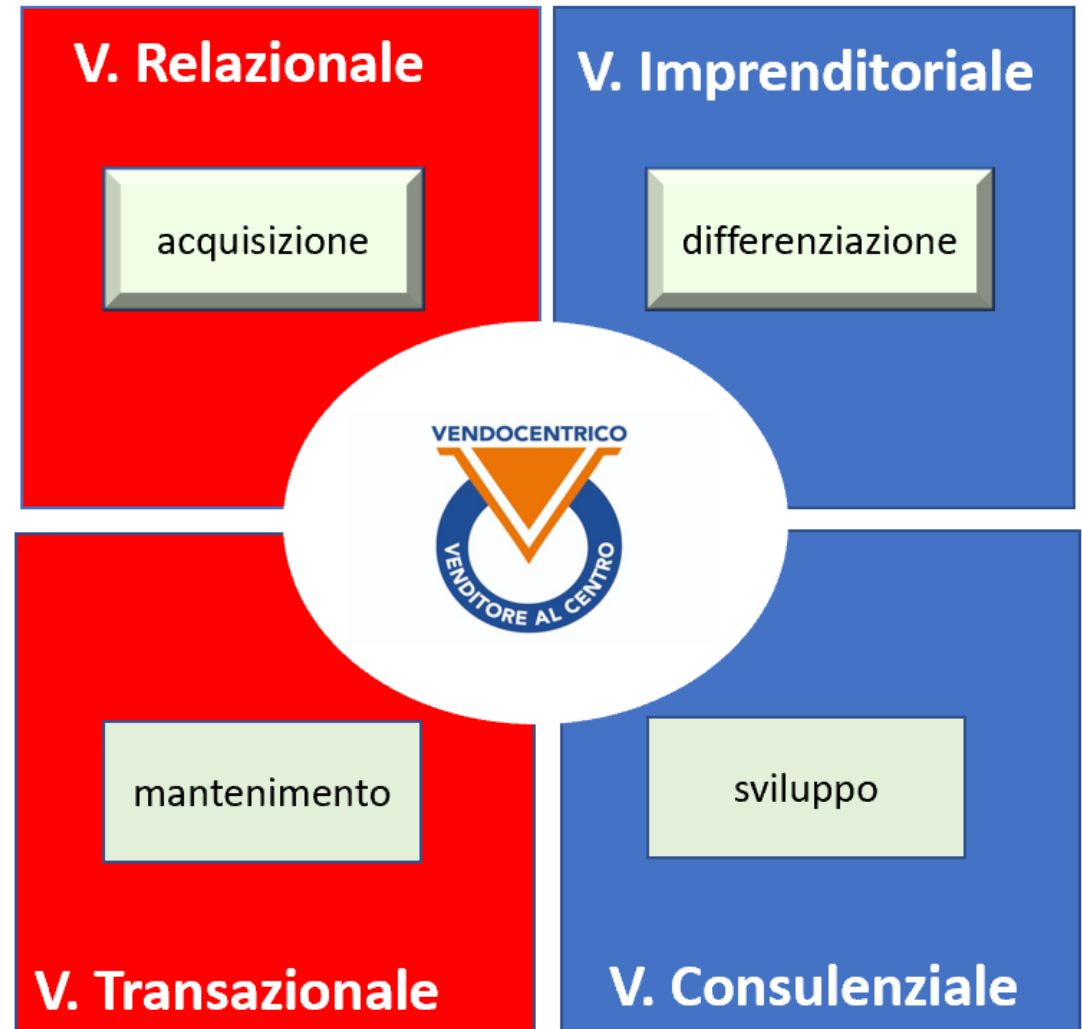 V. Relazionale
V. Imprenditoriale
acquisizione
differenziazione
VENDOCENTRICO
VENDITORE AL CENTRO
mantenimento
sviluppo
V. Transazionale
V. Consulenziale